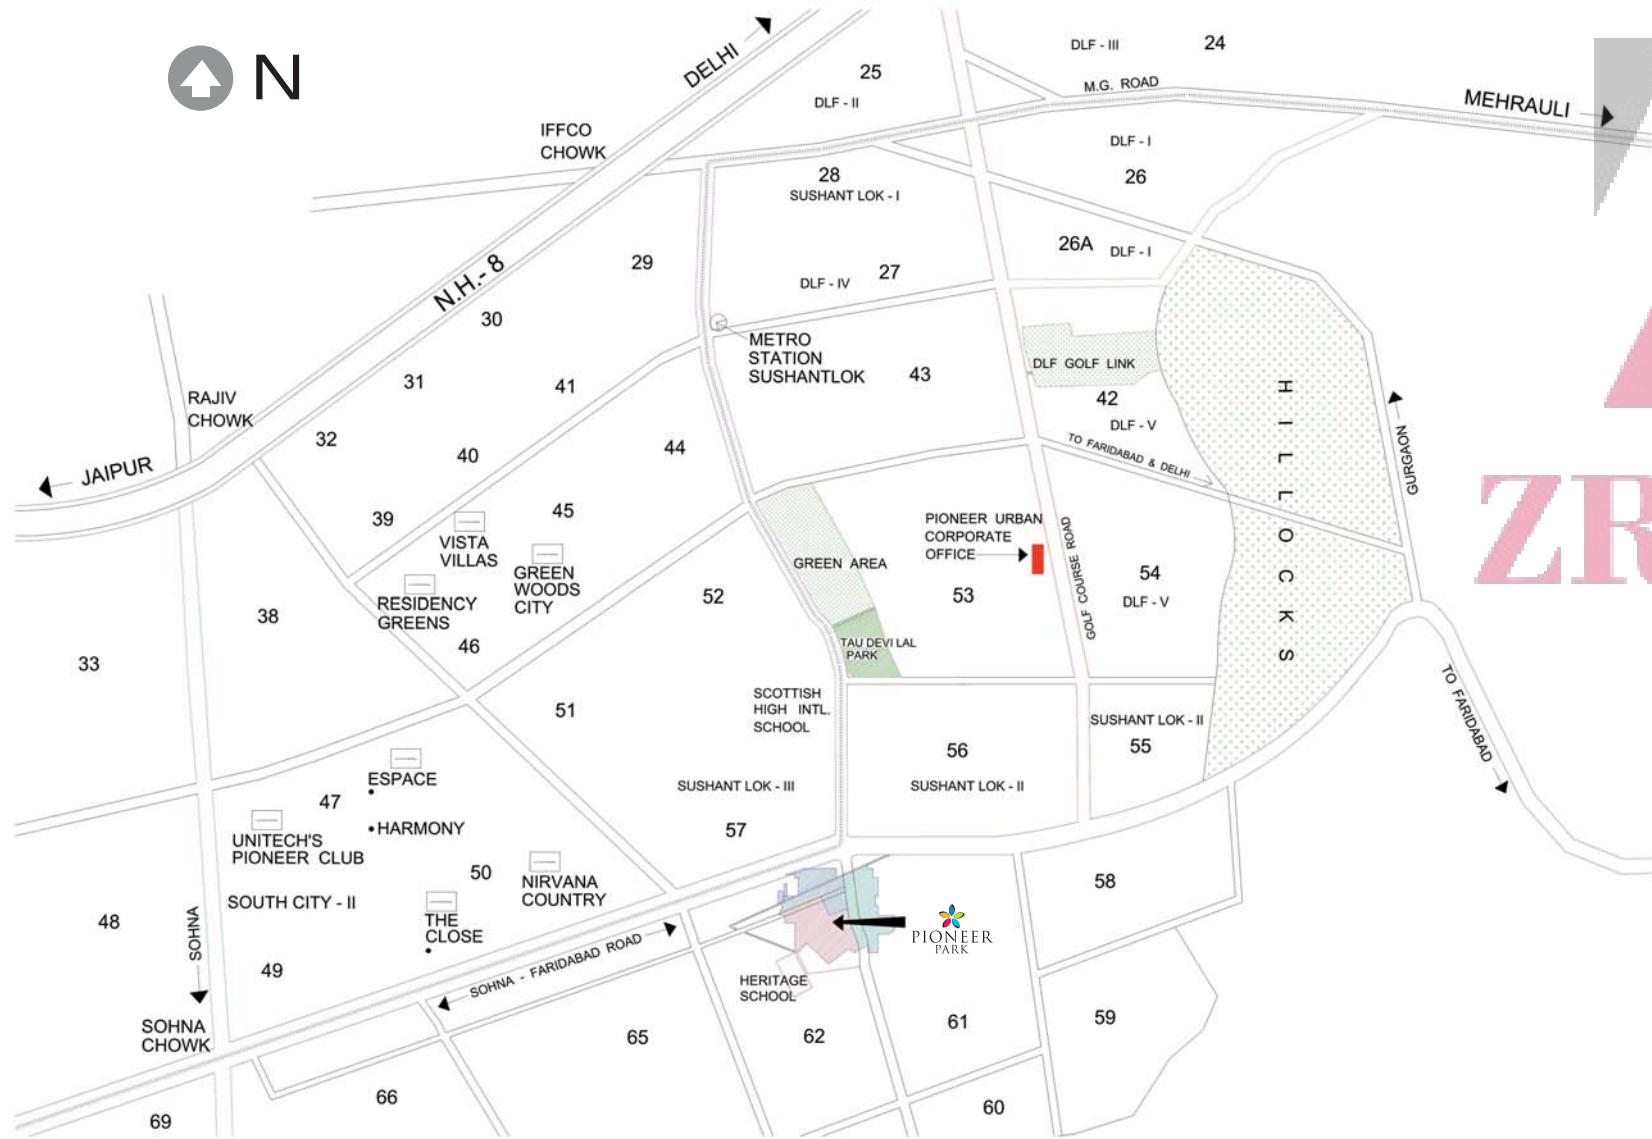 N
DELHI
DLF - III
24
25
DLF - II
M.G. ROAD
MEHRAULI
IFFCO
CHOWK
DLF - I
26
28
SUSHANT LOK - I
26A
DLF - I
29
27
DLF - IV
N.H.- 8
30
METRO
STATION
SUSHANTLOK
43
DLF GOLF LINK
31
41
42
DLF - V
HILLOCKS
GURGAON
RAJIV
CHOWK
32
40
44
TO FARIDABAD & DELHI
JAIPUR
39
45
VISTA
VILLAS
GREEN
WOODS
CITY
PIONEER URBAN
CORPORATE
OFFICE
GOLF COURSE ROAD
ZR
GREEN AREA
54
DLF - V
53
52
RESIDENCY
GREENS
38
46
33
TAU DEVI LAL
PARK
TO FARIDABAD
51
SCOTTISH
HIGH INTL.
SCHOOL
SUSHANT LOK - II
55
56
SUSHANT LOK - II
ESPACE
SUSHANT LOK - III
47
HARMONY
57
UNITECH'S
PIONEER CLUB
50
NIRVANA
COUNTRY
58
SOUTH CITY - II
THE
CLOSE
48
SOHNA
PIONEER
PARK
49
SOHNA - FARIDABAD ROAD
HERITAGE
SCHOOL
SOHNA
CHOWK
65
62
61
59
66
60
69